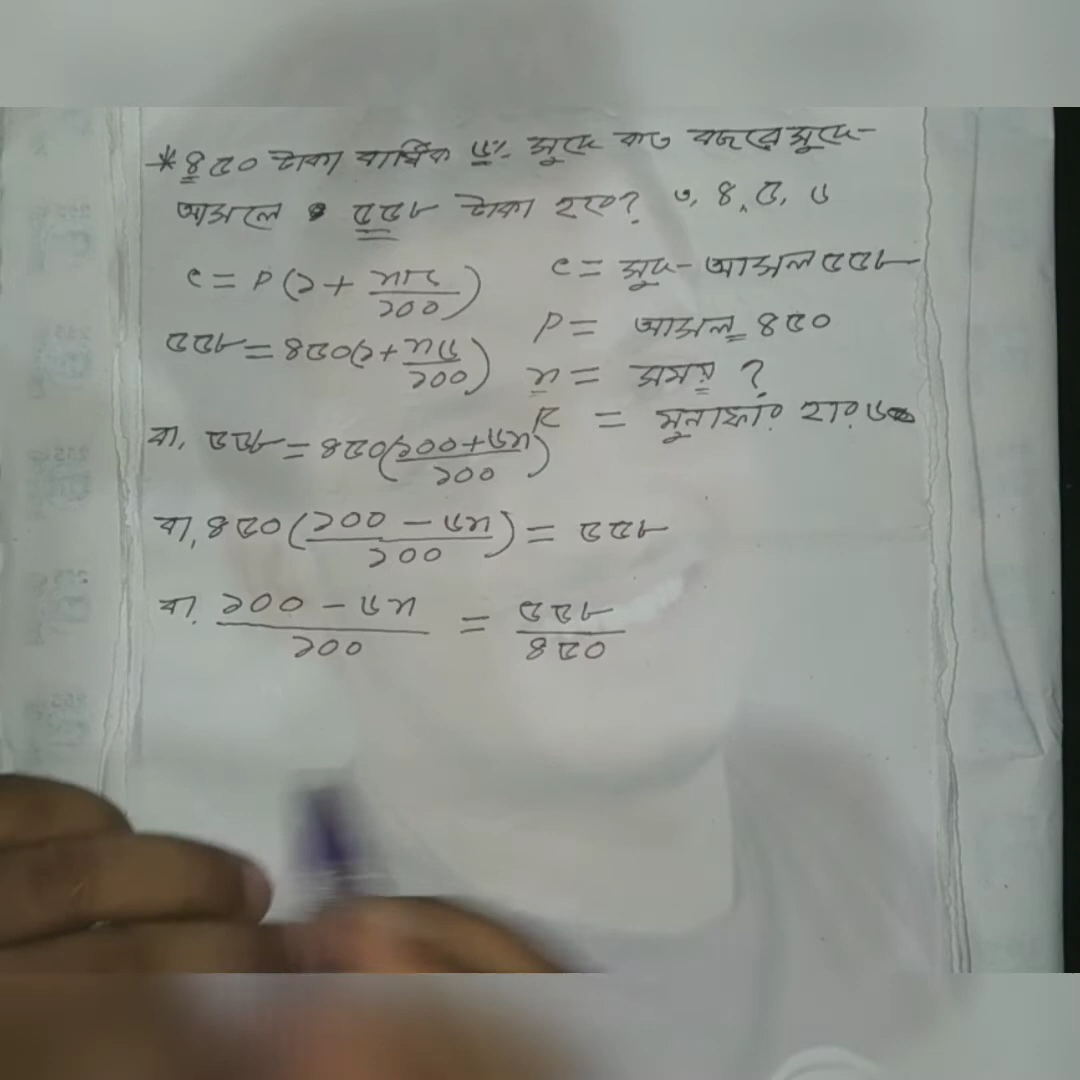 * ৪৫০ টাকা বার্ষিক ৬% সুদে কত বছরে সুদে-
আসলে ৫৫৮ টাকা হবে? ৩, ৪, ৫, ৬
c = p(১ + rn/১০০) c = সুদ-আসল ৫৫৮
৫৫৮ = ৪৫০(১ + ৬n/১০০) p = আসল = ৪৫০
n = সময় = ?
r = মুনাফার হার ৬
বা, ৫৫৮ = ৪৫০(১০০+৬n/১০০)
বা, ৪৫০(১০০ + ৬n/১০০) = ৫৫৮
বা, ১০০ + ৬n/১০০ = ৫৫৮/৪৫০